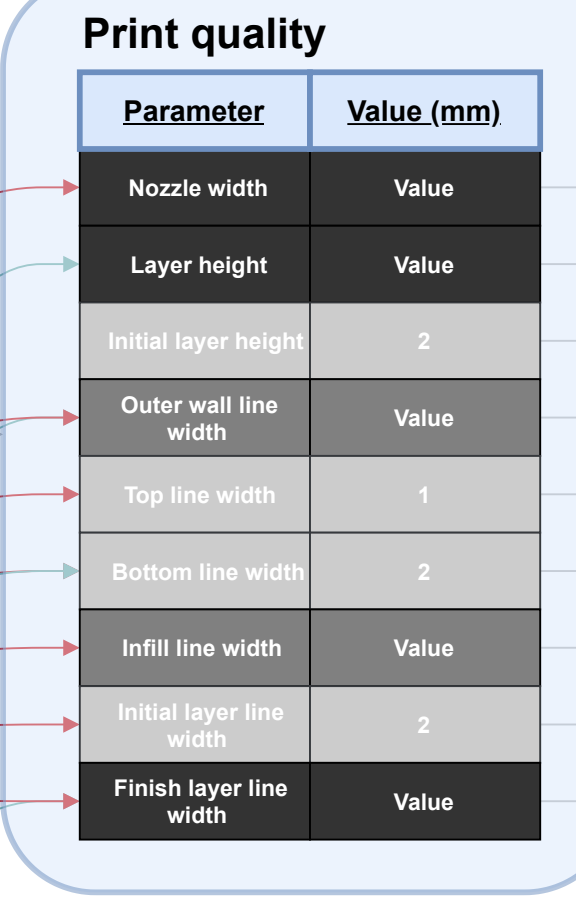 Print quality
Parameter Value (mm)
Nozzle width Value
Layer height Value
Initial layer height 2
Outer wall line
width Value
Top line width 1
Bottom line width 2
Infill line width Value
Initial layer line
width 2
Finish layer line
width Value